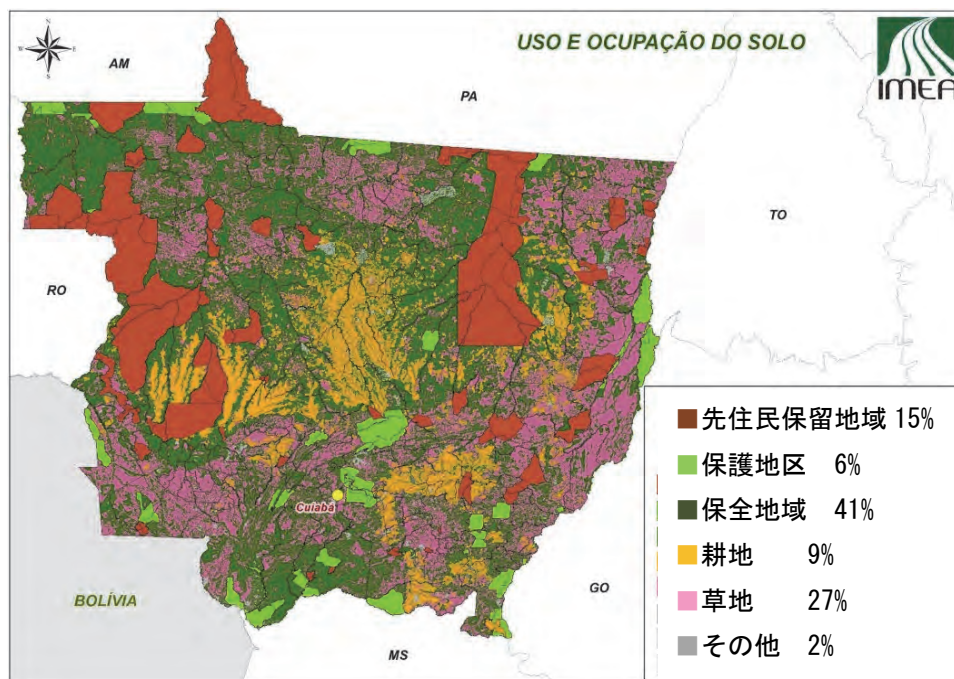 N
W E
S
USO E OCUPAÇÃO DO SOLO
IMEA
AM
PA
TO
RO
Cuiabá
BOLÍVIA
GO
MS
先住民保留地域 15%
保護地区 6%
保全地域 41%
耕地 9%
草地 27%
その他 2%